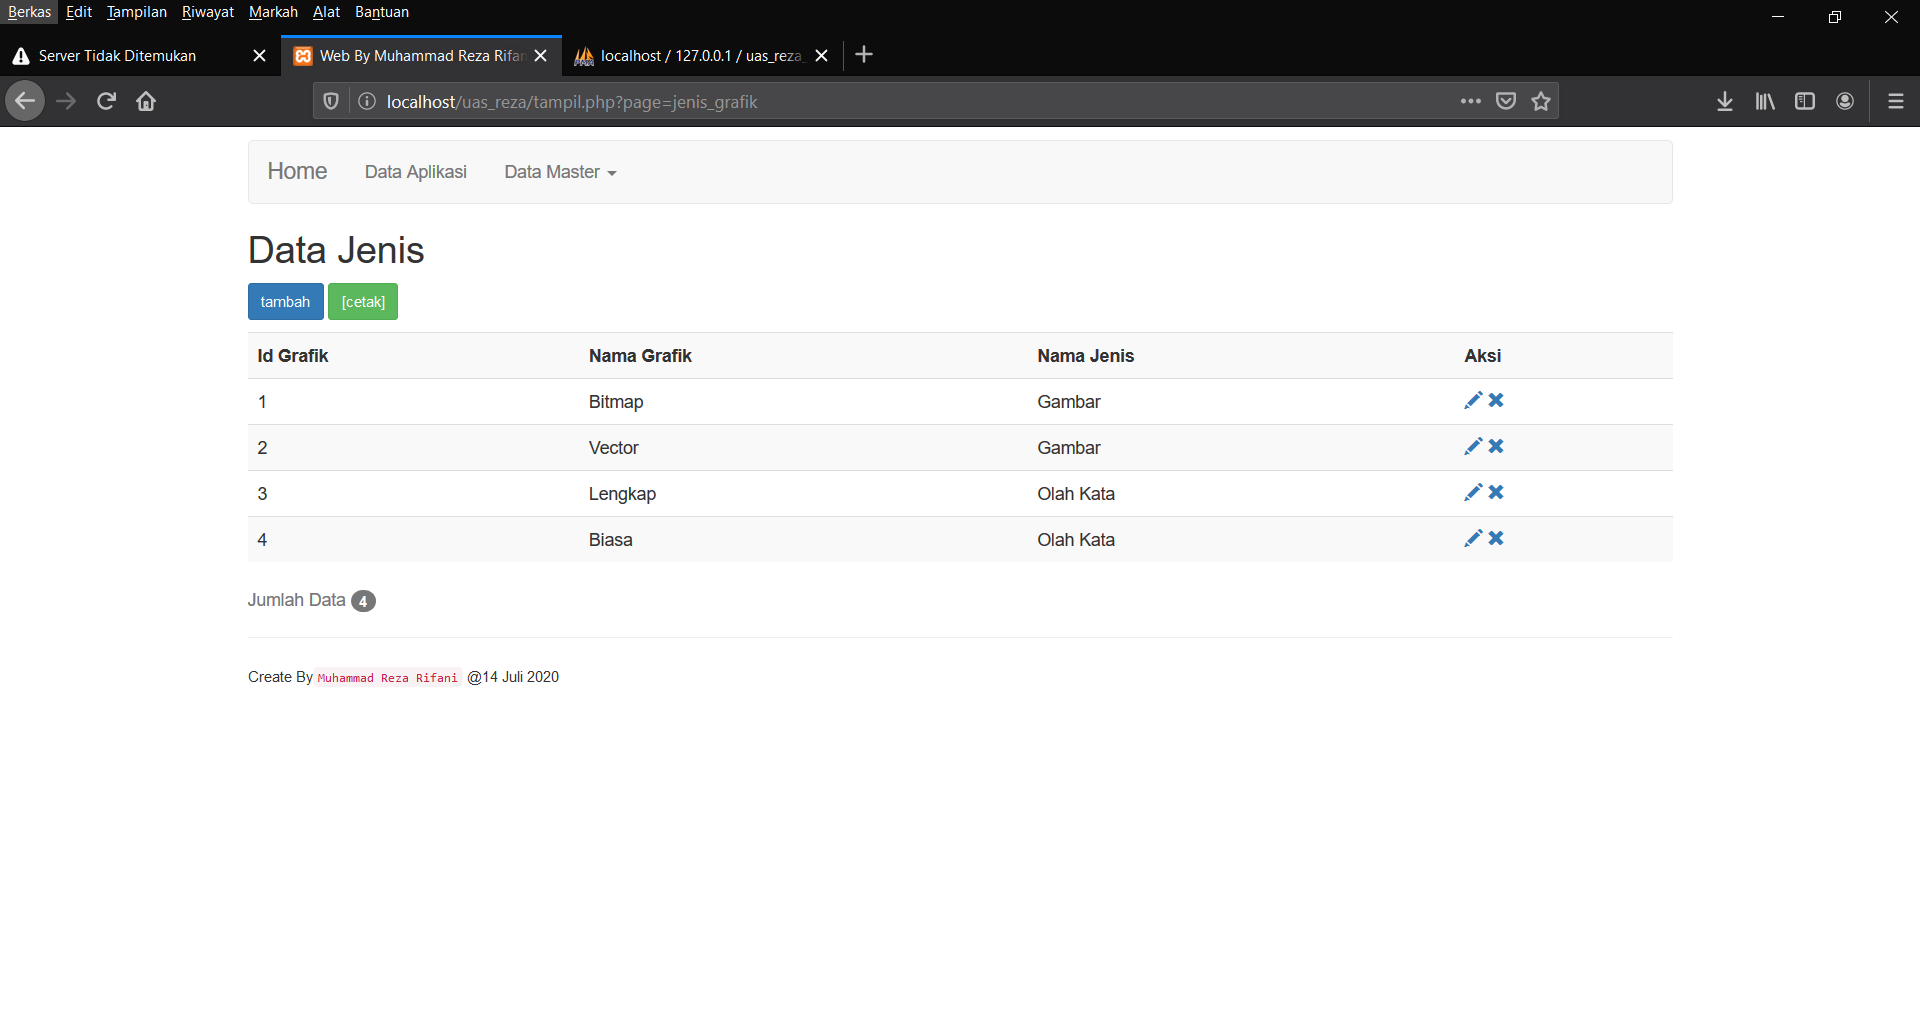 Berkas Edit Tampilan Riwayat Markah Alat Bantuan
Server Tidak Ditemukan Web By Muhammad Reza Rifan localhost / 127.0.0.1 / uas_reza_
localhost/uas_reza/tampil.php?page=jenis_grafik
Home Data Aplikasi Data Master
Data Jenis
tambah [cetak]
Id Grafik Nama Grafik Nama Jenis Aksi
1 Bitmap Gambar
2 Vector Gambar
3 Lengkap Olah Kata
4 Biasa Olah Kata
Jumlah Data 4
Create By Muhammad Reza Rifani @14 Juli 2020